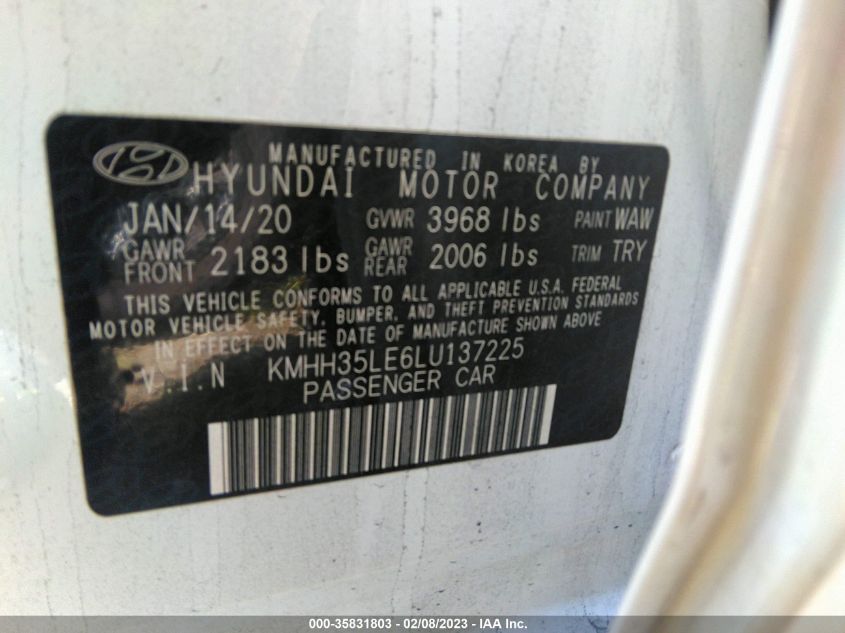 MANUFACTURED IN KOREA BY
HYUNDAI MOTOR COMPANY
JAN/14/20 GVWR 3968 lbs PAINT WAW
GAWR FRONT 2183 lbs GAWR REAR 2006 lbs TRIM TRY
THIS VEHICLE CONFORMS TO ALL APPLICABLE U.S.A. FEDERAL
MOTOR VEHICLE SAFETY, BUMPER, AND THEFT PREVENTION STANDARDS
IN EFFECT ON THE DATE OF MANUFACTURE SHOWN ABOVE
V.I.N KMHH35LE6LU137225
PASSENGER CAR
000-35831803 - 02/08/2023 - IAA Inc.